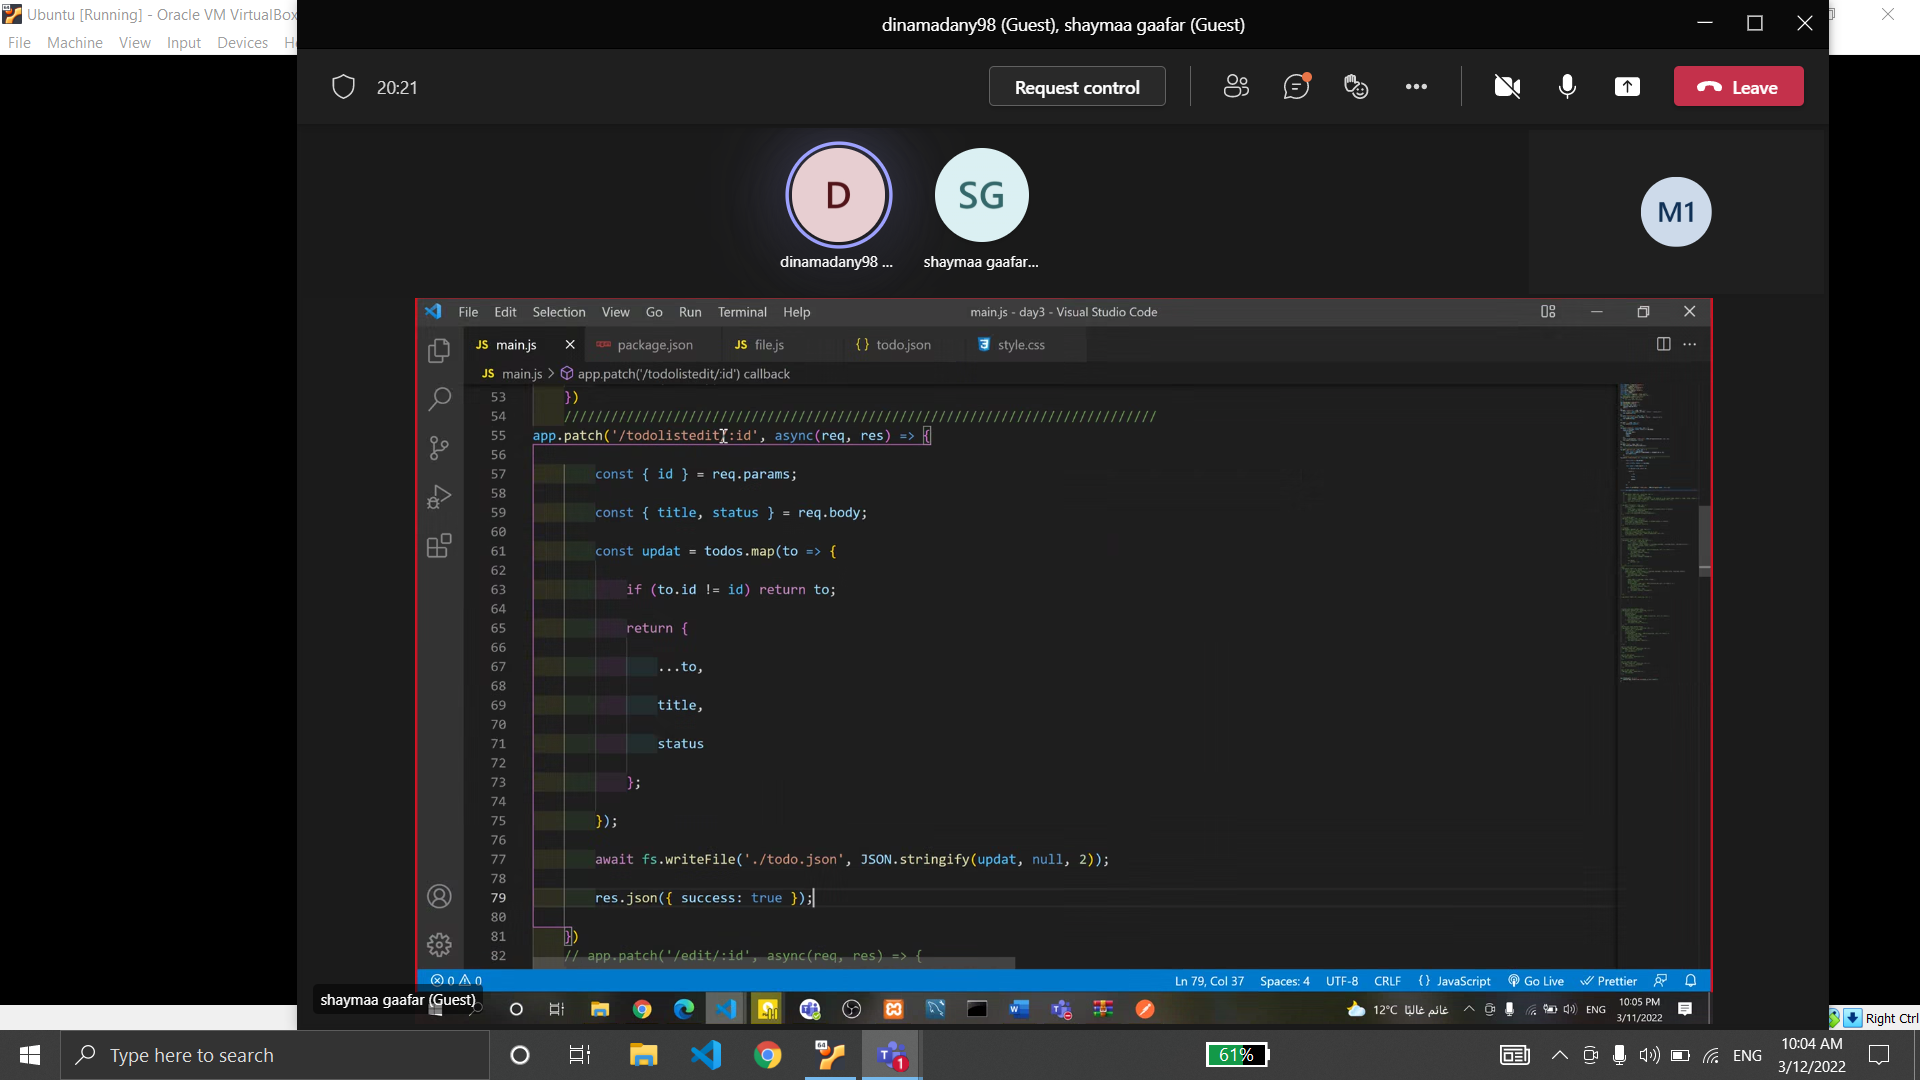 Ubuntu [Running] - Oracle VM VirtualBox
File Machine View Input Devices
dinamadany98 (Guest), shaymaa gaafar (Guest)
20:21
Request control
Leave
D
SG
M1
dinamadany98 ...
shaymaa gaafar...
File Edit Selection View Go Run Terminal Help
main.js - day3 - Visual Studio Code
JS main.js
package.json
JS file.js
{ } todo.json
style.css
JS main.js > app.patch('/todolistedit/:id') callback
53 })
54 ////////////////////////////////////////////////////////////////////////////
55 app.patch('/todolistedit/:id', async(req, res) => {
56
57 const { id } = req.params;
58
59 const { title, status } = req.body;
60
61 const updat = todos.map(to => {
62
63 if (to.id != id) return to;
64
65 return {
66
67 ...to,
68
69 title,
70
71 status
72
73 };
74
75 });
76
77 await fs.writeFile('./todo.json', JSON.stringify(updat, null, 2));
78
79 res.json({ success: true });
80
81 })
82 // app.patch('/edit/:id', async(req, res) => {
0 0
Ln 79, Col 37 Spaces: 4 UTF-8 CRLF { } JavaScript Go Live Prettier
shaymaa gaafar (Guest)
12°C غائم غالبًا
ENG
10:05 PM
3/11/2022
Right Ctrl
Type here to search
64
1
61%
ENG
10:04 AM
3/12/2022